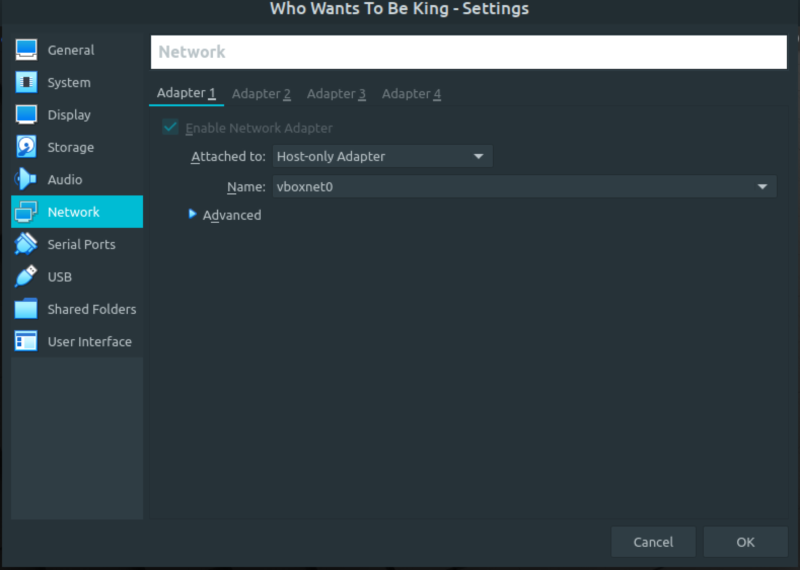 Who Wants To Be King - Settings
General
System
Display
Storage
Audio
Network
Serial Ports
USB
Shared Folders
User Interface
Network
Adapter 1 Adapter 2 Adapter 3 Adapter 4
Enable Network Adapter
Attached to: Host-only Adapter
Name: vboxnet0
Advanced
Cancel OK